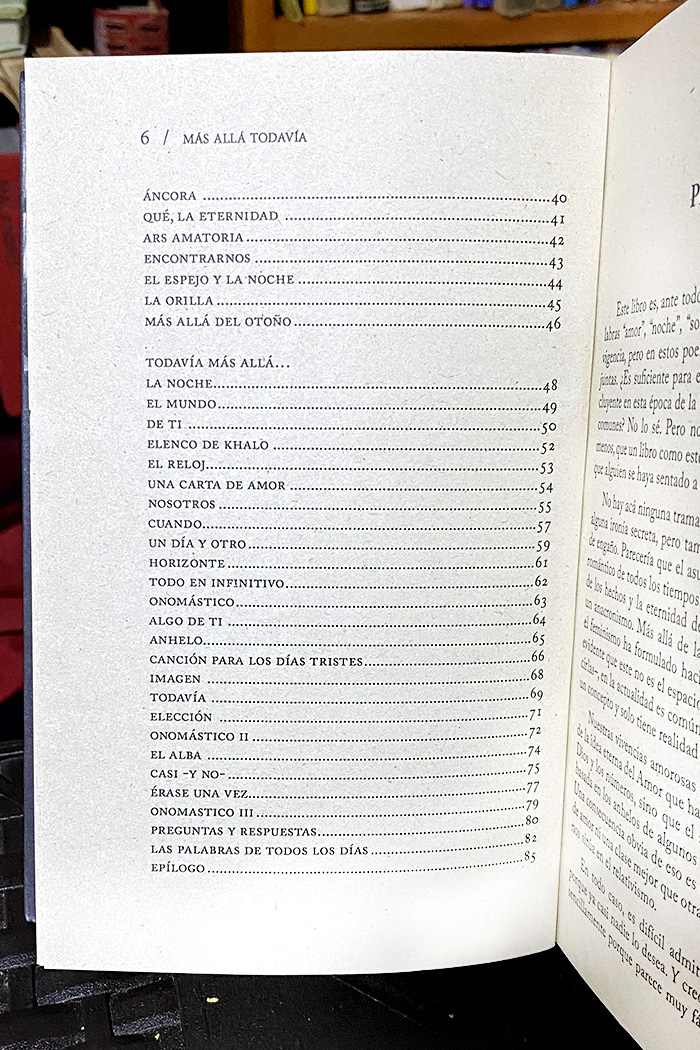 6 / MÁS ALLÁ TODAVÍA
ÁNCORA ........ 40
QUÉ, LA ETERNIDAD ........ 41
ARS AMATORIA ........ 42
ENCONTRARNOS ........ 43
EL ESPEJO Y LA NOCHE ........ 44
LA ORILLA ........ 45
MÁS ALLÁ DEL OTOÑO ........ 46
TODAVÍA MÁS ALLÁ...
LA NOCHE ........ 48
EL MUNDO ........ 49
DE TI ........ 50
ELENCO DE KHALO ........ 52
EL RELOJ ........ 53
UNA CARTA DE AMOR ........ 54
NOSOTROS ........ 55
CUANDO ........ 57
UN DÍA Y OTRO ........ 59
HORIZONTE ........ 61
TODO EN INFINITIVO ........ 62
ONOMÁSTICO ........ 63
ALGO DE TI ........ 64
ANHELO ........ 65
CANCIÓN PARA LOS DÍAS TRISTES ........ 66
IMAGEN ........ 68
TODAVÍA ........ 69
ELECCIÓN ........ 71
ONOMÁSTICO II ........ 72
EL ALBA ........ 74
CASI -Y NO- ........ 75
ÉRASE UNA VEZ ........ 77
ONOMASTICO III ........ 79
PREGUNTAS Y RESPUESTAS ........ 80
LAS PALABRAS DE TODOS LOS DÍAS ........ 82
EPÍLOGO ........ 85
Este libro es, ante todo
labras "amor", "noche", "so
vigencia, pero en estos poe
juntas. ¿Es suficiente para e
cluyente en esta época de la
comunes? No lo sé. Pero no
menos, que un libro como este
que alguien se haya sentado a
No hay acá ninguna trama
alguna ironía secreta, pero tam
de engaño. Parecería que el asu
romántico de todos los tiempos
de los hechos y la eternidad de
un anacronismo. Más allá de la
el feminismo ha formulado haci
evidente que este no es el espacio
cirlas–, en la actualidad es común
un concepto y solo tiene realidad
Nuestras vivencias amorosas
de la idea eterna del Amor que ha
Dios y los números, sino que el
basada en los anhelos de algunos
Una consecuencia obvia de eso es
de amor ni una clase mejor que otra
nos caiga en el relativismo.
En todo caso, es difícil admir
porque ya casi nadie lo desea. Y cre
sencillamente porque parece muy fá